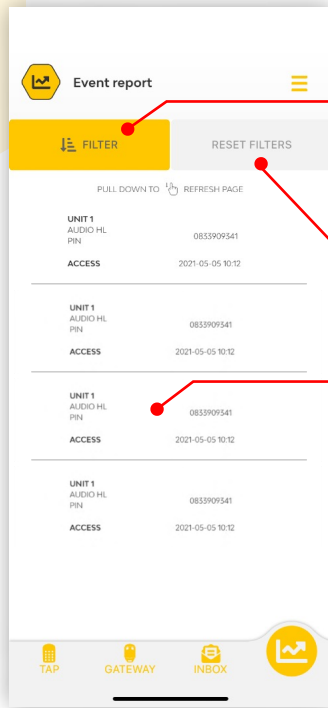 Event report
FILTER
RESET FILTERS
PULL DOWN TO REFRESH PAGE
UNIT 1
AUDIO HL
PIN 0833909341
ACCESS 2021-05-05 10:12
UNIT 1
AUDIO HL
PIN 0833909341
ACCESS 2021-05-05 10:12
UNIT 1
AUDIO HL
PIN 0833909341
ACCESS 2021-05-05 10:12
UNIT 1
AUDIO HL
PIN 0833909341
ACCESS 2021-05-05 10:12
TAP GATEWAY INBOX